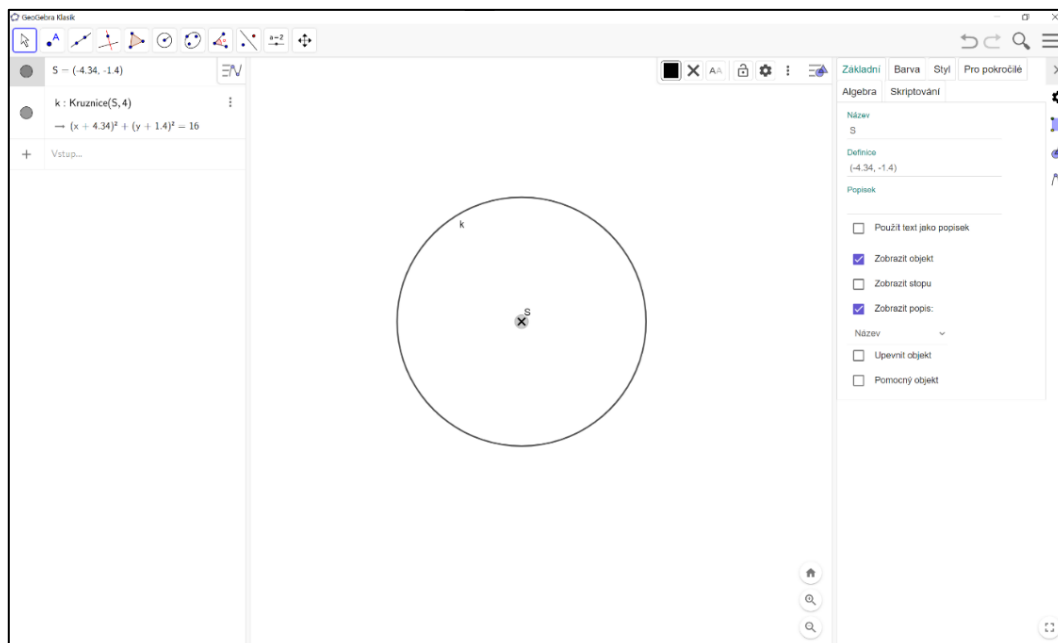 GeoGebra Klasik
A
a=2
S = (-4.34, -1.4)
k : Kruznice(S, 4)
→ (x + 4.34)² + (y + 1.4)² = 16
Vstup...
AA
k
S
Základní Barva Styl Pro pokročilé
Algebra Skriptování
Název
S
Definice
(-4.34, -1.4)
Popisek
Použít text jako popisek
Zobrazit objekt
Zobrazit stopu
Zobrazit popis:
Název
Upevnit objekt
Pomocný objekt